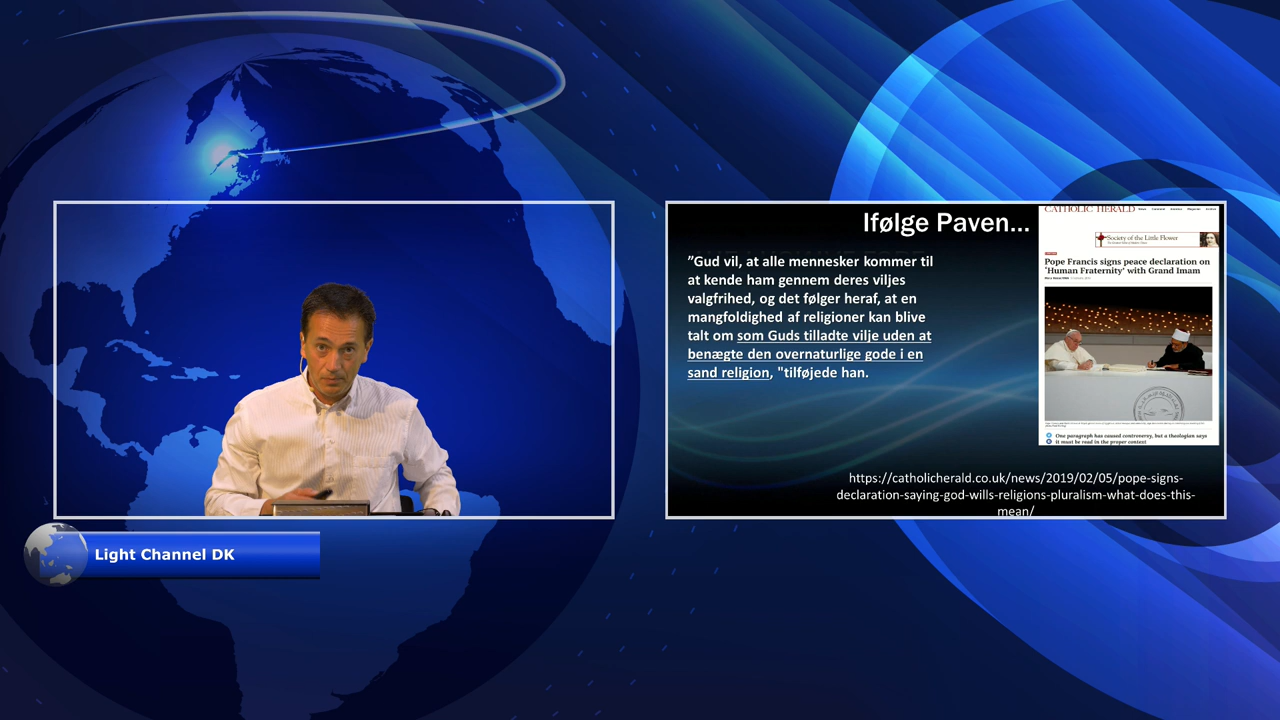 Ifølge Paven...
”Gud vil, at alle mennesker kommer til
at kende ham gennem deres viljes
valgfrihed, og det følger heraf, at en
mangfoldighed af religioner kan blive
talt om som Guds tilladte vilje uden at
benægte den overnaturlige gode i en
sand religion, "tilføjede han.
CATHOLIC HERALD
Society of the Little Flower
Pope Francis signs peace declaration on
'Human Fraternity' with Grand Imam
One paragraph has caused controversy, but a theologian says
it must be read in the proper context
https://catholicherald.co.uk/news/2019/02/05/pope-signs-
declaration-saying-god-wills-religions-pluralism-what-does-this-
mean/
Light Channel DK